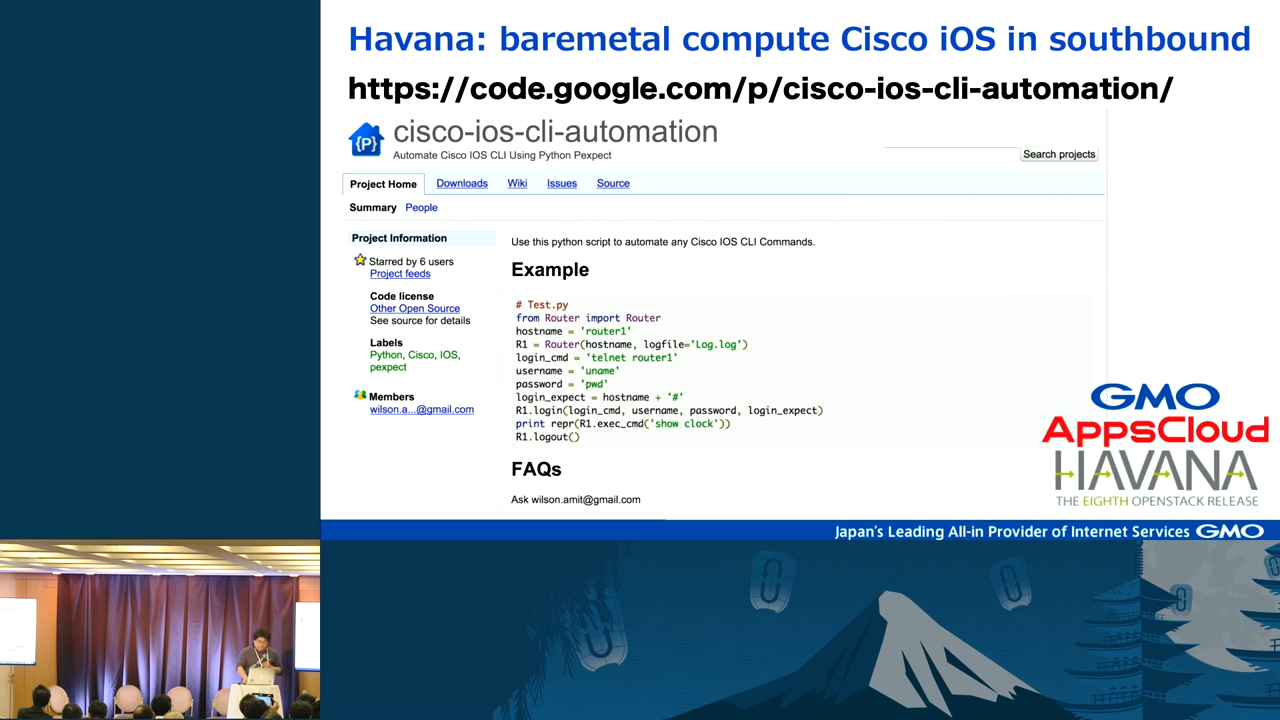 Havana: baremetal compute Cisco iOS in southbound
https://code.google.com/p/cisco-ios-cli-automation/
{P}
cisco-ios-cli-automation
Automate Cisco IOS CLI Using Python Pexpect
Search projects
Project Home
Downloads
Wiki
Issues
Source
Summary
People
Project Information
Starred by 6 users
Project feeds
Code license
Other Open Source
See source for details
Labels
Python, Cisco, IOS,
pexpect
Members
wilson.a...@gmail.com
Use this python script to automate any Cisco IOS CLI Commands.
Example
# Test.py
from Router import Router
hostname = 'router1'
R1 = Router(hostname, logfile='Log.log')
login_cmd = 'telnet router1'
username = 'uname'
password = 'pwd'
login_expect = hostname + '#'
R1.login(login_cmd, username, password, login_expect)
print repr(R1.exec_cmd('show clock'))
R1.logout()
FAQs
Ask wilson.amit@gmail.com
GMO
AppsCloud
HAVANA
THE EIGHTH OPENSTACK RELEASE
Japan's Leading All-in Provider of Internet Services GMO